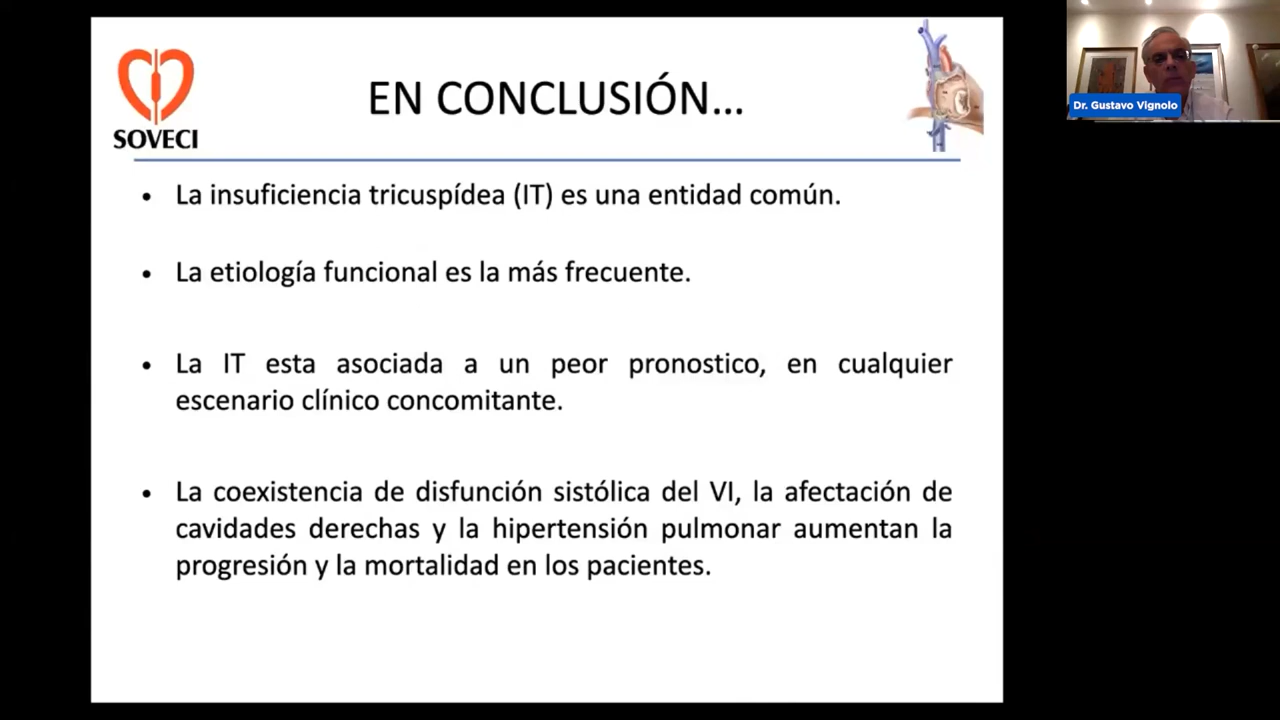 SOVECI
EN CONCLUSIÓN...
Dr. Gustavo Vignolo
• La insuficiencia tricuspídea (IT) es una entidad común.
• La etiología funcional es la más frecuente.
• La IT esta asociada a un peor pronostico, en cualquier
escenario clínico concomitante.
• La coexistencia de disfunción sistólica del VI, la afectación de
cavidades derechas y la hipertensión pulmonar aumentan la
progresión y la mortalidad en los pacientes.